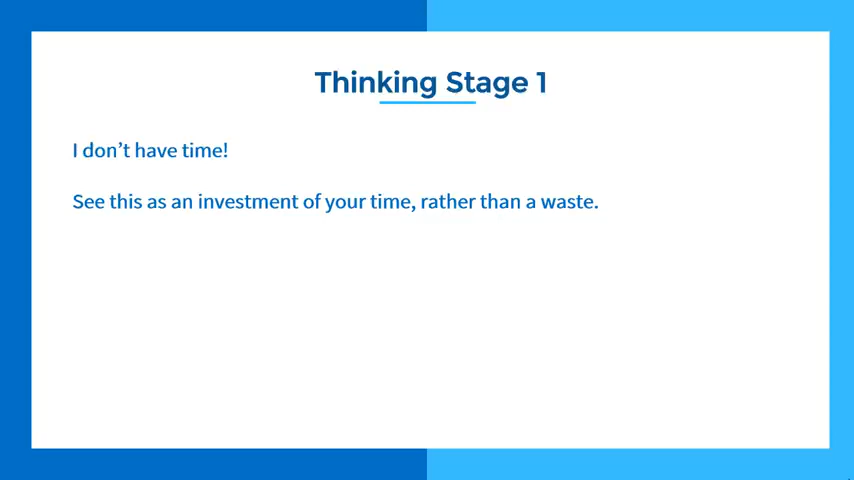 Thinking Stage 1
I don’t have time!
See this as an investment of your time, rather than a waste.